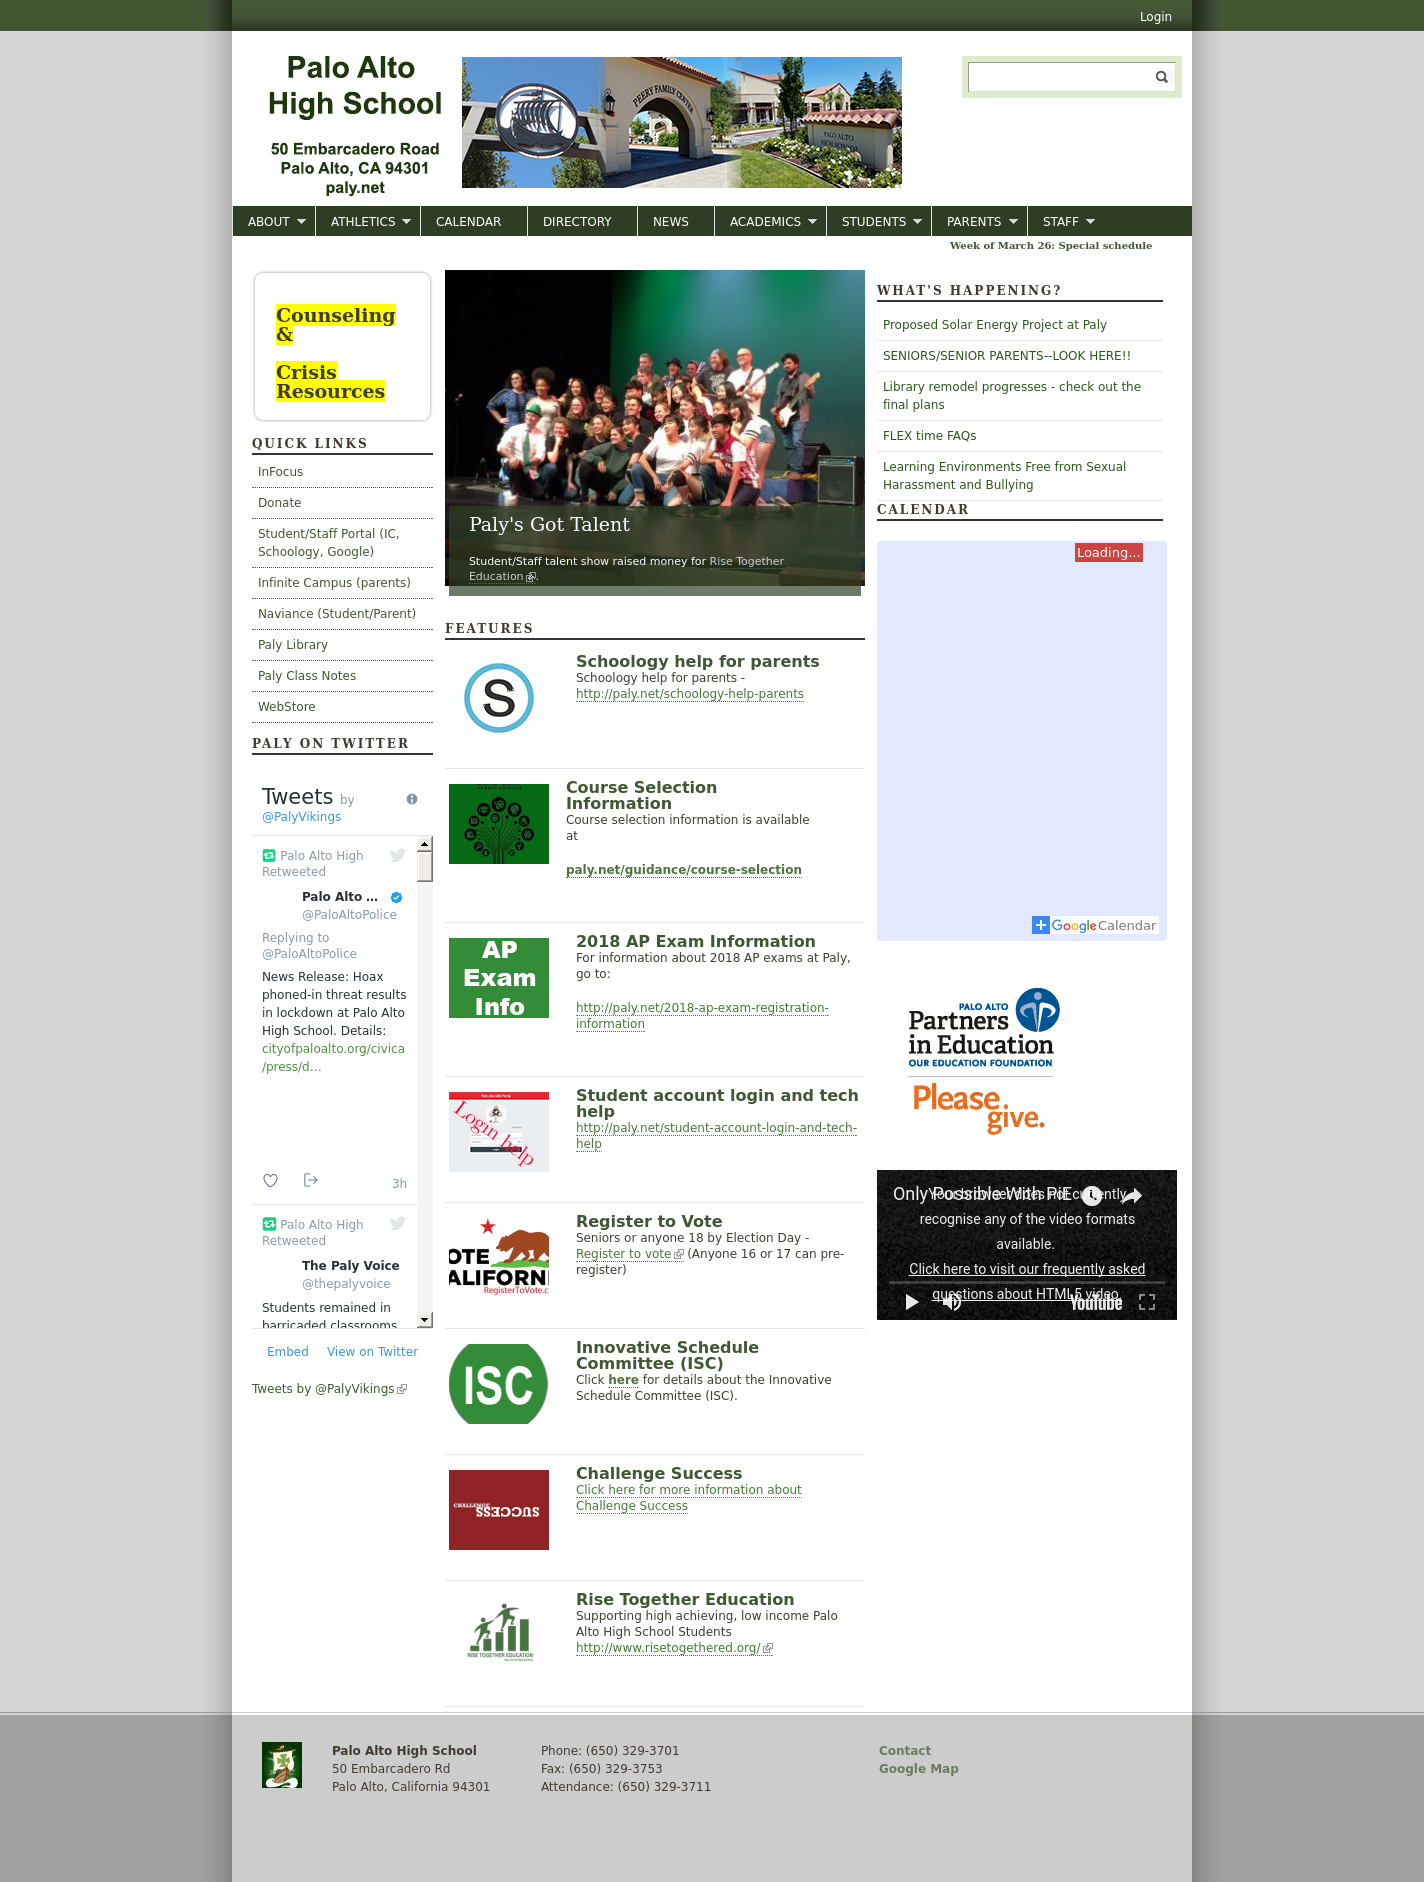 Login
Palo Alto
High School
50 Embarcadero Road
Palo Alto, CA 94301
paly.net
PEERY FAMILY CENTER
PALO ALTO
HIGH SCHOOL
ABOUT
ATHLETICS
CALENDAR
DIRECTORY
NEWS
ACADEMICS
STUDENTS
PARENTS
STAFF
Week of March 26: Special schedule
Counseling
&
Crisis
Resources
QUICK LINKS
InFocus
Donate
Student/Staff Portal (IC,
Schoology, Google)
Infinite Campus (parents)
Naviance (Student/Parent)
Paly Library
Paly Class Notes
WebStore
PALY ON TWITTER
Tweets by
@PalyVikings
Palo Alto High
Retweeted
Palo Alto ...
@PaloAltoPolice
Replying to
@PaloAltoPolice
News Release: Hoax
phoned-in threat results
in lockdown at Palo Alto
High School. Details:
cityofpaloalto.org/civica
/press/d…
3h
Palo Alto High
Retweeted
The Paly Voice
@thepalyvoice
Students remained in
barricaded classrooms
Embed
View on Twitter
Tweets by @PalyVikings
Paly's Got Talent
Student/Staff talent show raised money for Rise Together
Education .
FEATURES
S
Schoology help for parents
Schoology help for parents -
http://paly.net/schoology-help-parents
Course Selection
Information
Course selection information is available
at
paly.net/guidance/course-selection
AP
Exam
Info
2018 AP Exam Information
For information about 2018 AP exams at Paly,
go to:
http://paly.net/2018-ap-exam-registration-
information
Login help
Student account login and tech
help
http://paly.net/student-account-login-and-tech-
help
OTE
ALIFORNI
RegisterToVote.c
Register to Vote
Seniors or anyone 18 by Election Day -
Register to vote (Anyone 16 or 17 can pre-
register)
ISC
Innovative Schedule
Committee (ISC)
Click here for details about the Innovative
Schedule Committee (ISC).
CHALLENGE
SUCCESS
Challenge Success
Click here for more information about
Challenge Success
RISE TOGETHER EDUCATION
Rise Together Education
Supporting high achieving, low income Palo
Alto High School Students
http://www.risetogethered.org/
WHAT'S HAPPENING?
Proposed Solar Energy Project at Paly
SENIORS/SENIOR PARENTS--LOOK HERE!!
Library remodel progresses - check out the
final plans
FLEX time FAQs
Learning Environments Free from Sexual
Harassment and Bullying
CALENDAR
Loading...
Google Calendar
PALO ALTO
Partners
in Education
OUR EDUCATION FOUNDATION
Please
give.
Only Possible With PiE
Your browser does not currently
recognise any of the video formats
available.
Click here to visit our frequently asked
questions about HTML5 video.
YouTube
Palo Alto High School
50 Embarcadero Rd
Palo Alto, California 94301
Phone: (650) 329-3701
Fax: (650) 329-3753
Attendance: (650) 329-3711
Contact
Google Map